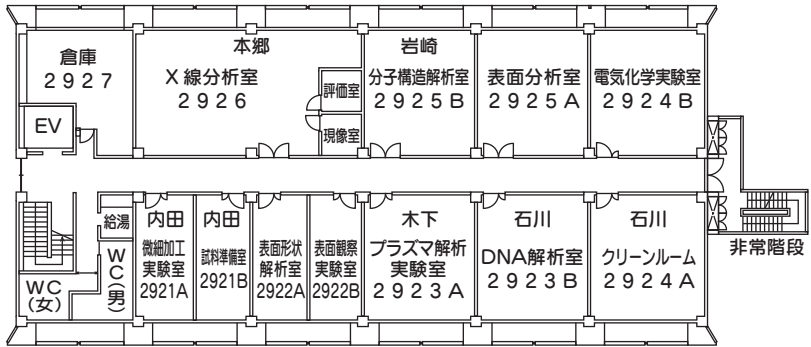 倉庫
2927
EV
本郷
X線分析室
2926
評価室
現像室
岩崎
分子構造解析室
2925B
表面分析室
2925A
電気化学実験室
2924B
給湯
WC
(女)
WC
(男)
内田
微細加工
実験室
2921A
内田
試料準備室
2921B
表面形状
解析室
2922A
表面観察
実験室
2922B
木下
プラズマ解析
実験室
2923A
石川
DNA解析室
2923B
石川
クリーンルーム
2924A
非常階段